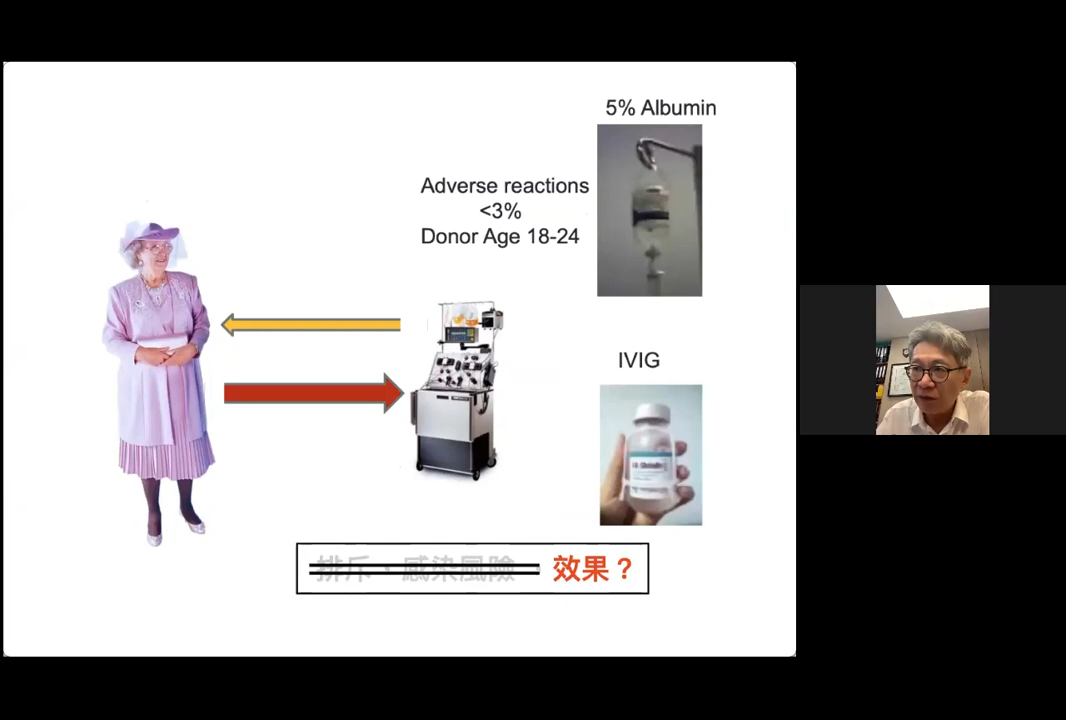 5% Albumin
Adverse reactions
<3%
Donor Age 18-24
IVIG
排斥、感染風險 效果？